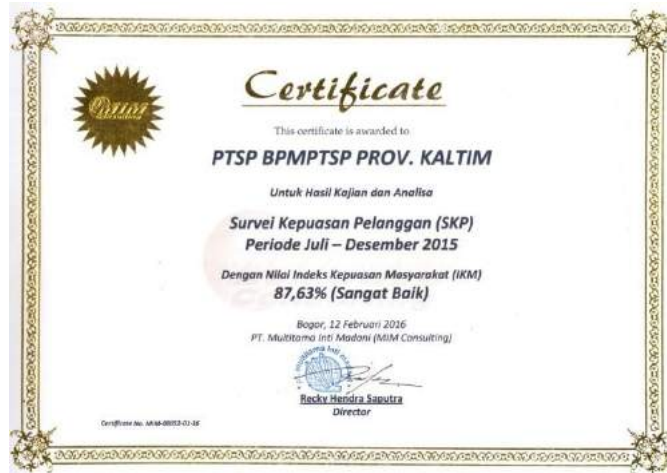 Certificate
This certificate is awarded to
PTSP BPMPTSP PROV. KALTIM
Untuk Hasil Kajian dan Analisa
Survei Kepuasan Pelanggan (SKP)
Periode Juli – Desember 2015
Dengan Nilai Indeks Kepuasan Masyarakat (IKM)
87,63% (Sangat Baik)
Bogor, 12 Februari 2016
PT. Multitama Inti Madani (MIM Consulting)
Recky Hendra Saputra
Director
Certificate No.